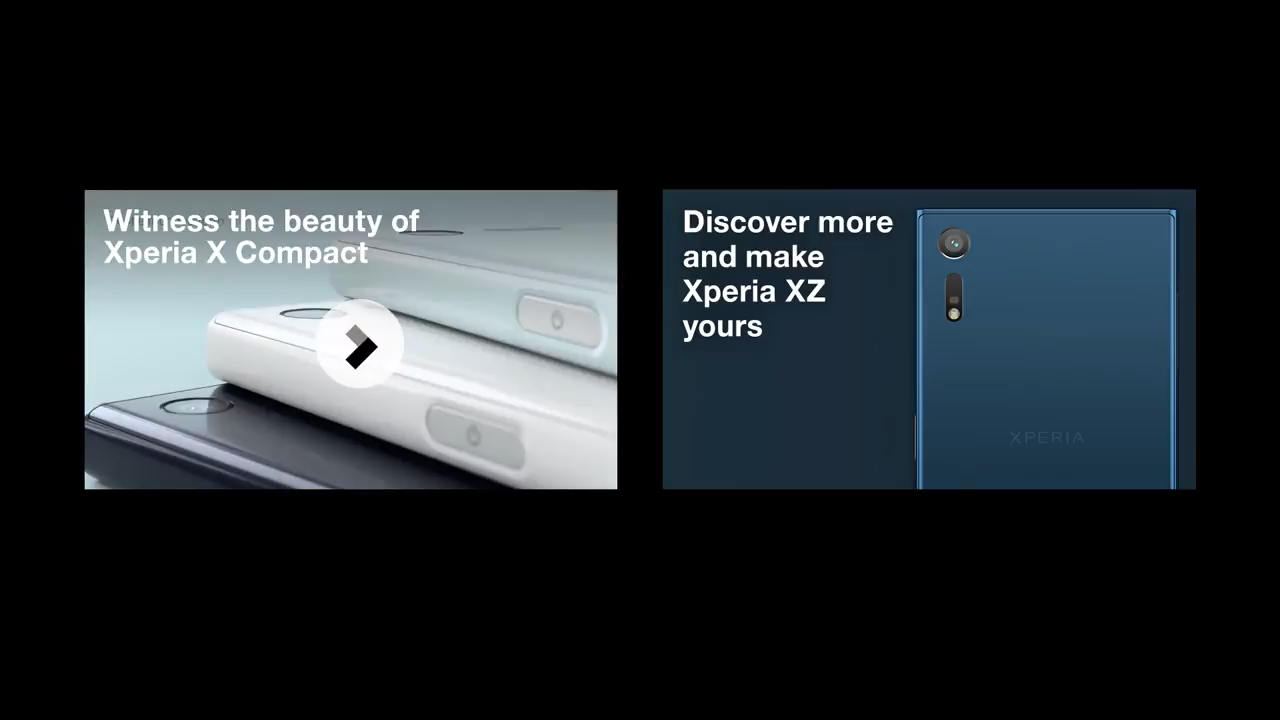 Witness the beauty of
Xperia X Compact
Discover more
and make
Xperia XZ
yours
XPERIA